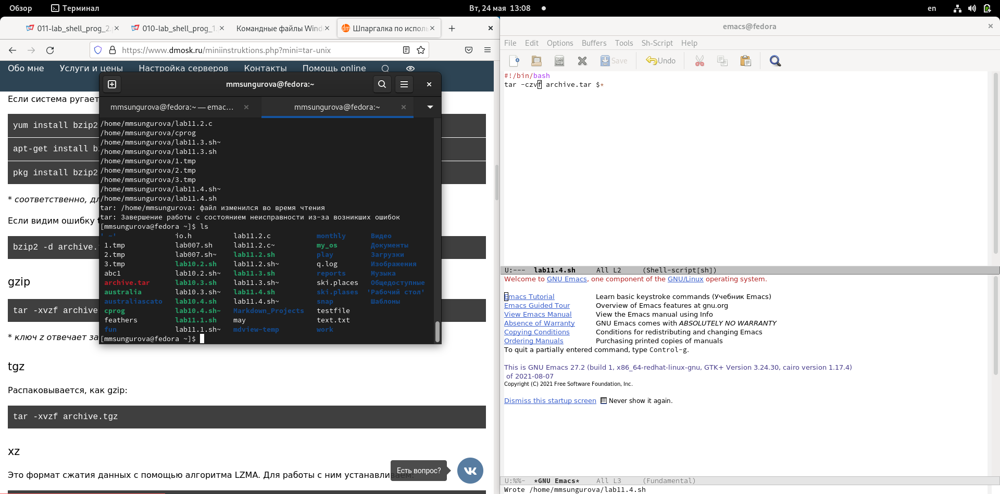 Обзор
Терминал
Вт, 24 мая 13:08
en
011-lab_shell_prog_2.
010-lab_shell_prog_1.
Командные файлы Wind
Шпаргалка по исполь
https://www.dmosk.ru/miniinstruktions.php?mini=tar-unix
Обо мне Услуги и цены Настройка серверов Контакты Помощь online
Если система ругает
yum install bzip2
apt-get install b
pkg install bzip2
* соответственно, дл
Если видим ошибку
bzip2 -d archive.
gzip
tar -xvzf archive
* ключ z отвечает за
tgz
Распаковывается, как gzip:
tar -xvzf archive.tgz
xz
Это формат сжатия данных с помощью алгоритма LZMA. Для работы с ним устанавливаем:
Есть вопрос?
mmsungurova@fedora:~
mmsungurova@fedora:~ — emac...
mmsungurova@fedora:~
/home/mmsungurova/lab11.2.c
/home/mmsungurova/cprog
/home/mmsungurova/lab11.3.sh~
/home/mmsungurova/lab11.3.sh
/home/mmsungurova/1.tmp
/home/mmsungurova/2.tmp
/home/mmsungurova/3.tmp
/home/mmsungurova/lab11.4.sh~
/home/mmsungurova/lab11.4.sh
tar: /home/mmsungurova: файл изменился во время чтения
tar: Завершение работы с состоянием неисправности из-за возникших ошибок
[mmsungurova@fedora ~]$ ls
' ~' io.h lab11.2.c monthly Видео
1.tmp lab007.sh lab11.2.c~ my_os Документы
2.tmp lab007.sh~ lab11.2.sh play Загрузки
3.tmp lab10.2.sh lab11.2.sh~ q.log Изображения
abc1 lab10.2.sh~ lab11.3.sh reports Музыка
archive.tar lab10.3.sh lab11.3.sh~ ski.places Общедоступные
australia lab10.3.sh~ lab11.4.sh ski.plases 'Рабочий стол'
australiascato lab10.4.sh lab11.4.sh~ snap Шаблоны
cprog lab10.4.sh~ Markdown_Projects testfile
feathers lab11.1.sh may text.txt
fun lab11.1.sh~ mdview-temp work
[mmsungurova@fedora ~]$
emacs@fedora
File Edit Options Buffers Tools Sh-Script Help
Save Undo
#!/bin/bash
tar -czvf archive.tar $*
U:--- lab11.4.sh All L2 (Shell-script[sh])
Welcome to GNU Emacs, one component of the GNU/Linux operating system.
Emacs Tutorial Learn basic keystroke commands (Учебник Emacs)
Emacs Guided Tour Overview of Emacs features at gnu.org
View Emacs Manual View the Emacs manual using Info
Absence of Warranty GNU Emacs comes with ABSOLUTELY NO WARRANTY
Copying Conditions Conditions for redistributing and changing Emacs
Ordering Manuals Purchasing printed copies of manuals
To quit a partially entered command, type Control-g.
This is GNU Emacs 27.2 (build 1, x86_64-redhat-linux-gnu, GTK+ Version 3.24.30, cairo version 1.17.4)
of 2021-08-07
Copyright (C) 2021 Free Software Foundation, Inc.
Dismiss this startup screen Never show it again.
U:%%- *GNU Emacs* All L3 (Fundamental)
Wrote /home/mmsungurova/lab11.4.sh